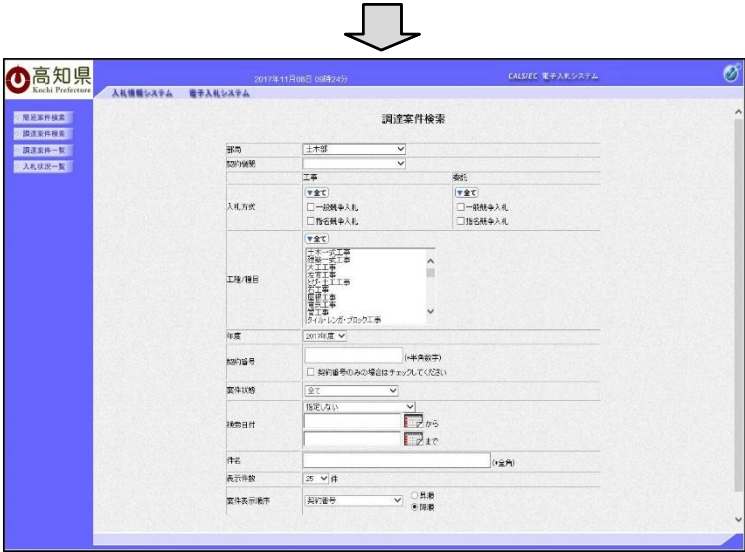 高知県
Kochi Prefecture
2017年11月08日 09時24分
CALS/EC 電子入札システム
入札情報システム 電子入札システム
簡易案件検索
調達案件検索
調達案件一覧
入札状況一覧
調達案件検索
部局 土木部
契約機関
工事 委託
入札方式
▼全て ▼全て
一般競争入札 一般競争入札
指名競争入札 指名競争入札
工種/種目
▼全て
土木一式工事
建築一式工事
大工工事
左官工事
とび・土工工事
石工事
屋根工事
電気工事
管工事
タイル・レンガ・ブロック工事
年度 2017年度
契約番号 (*半角数字)
契約番号のみの場合はチェックしてください
案件状態 全て
検索日付 指定しない
から
まで
件名 (*全角)
表示件数 25 件
案件表示順序 契約番号 昇順
降順